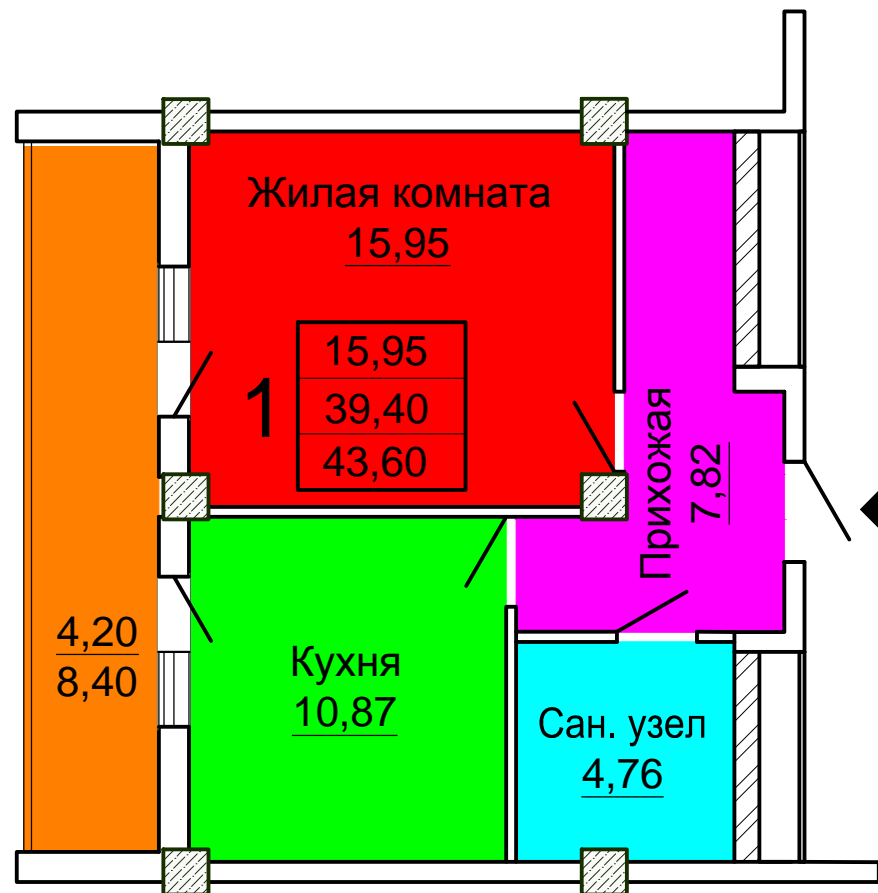 Жилая комната
15,95
1
15,95
39,40
43,60
Прихожая
7,82
4,20
8,40
Кухня
10,87
Сан. узел
4,76